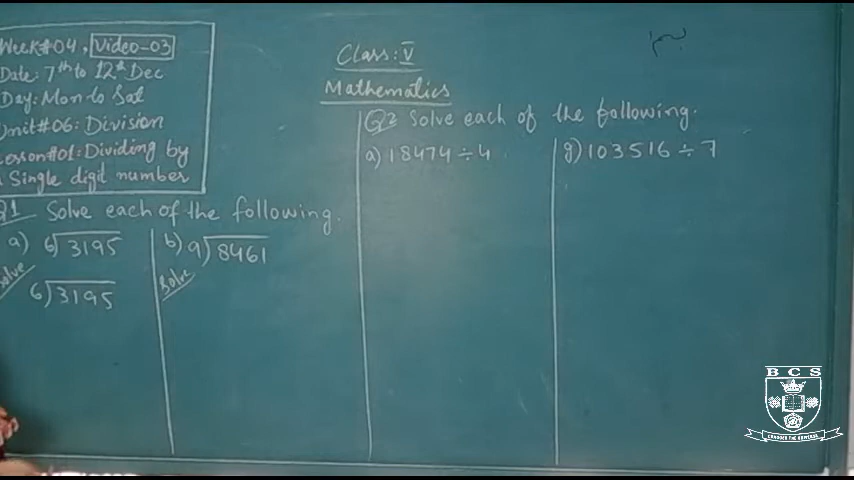 Week#04, Video-03
Date: 7th to 12th Dec
Day: Mon to Sat
Unit#06: Division
Lesson#01: Dividing by
Single digit number
Class: V
Mathematics
Q1 Solve each of the following.
a) 6)3195
Solve
6)3195
b) 9)8461
Solve
Q2 Solve each of the following.
a) 18474 ÷ 4
g) 103516 ÷ 7
BCS